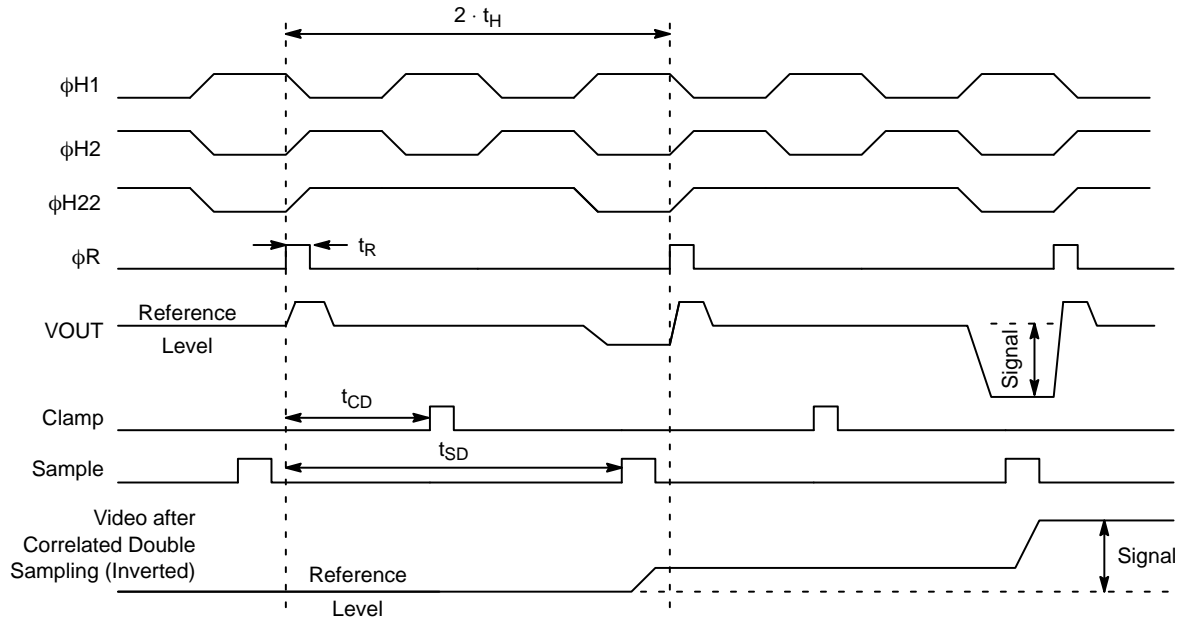 2 · tH
ϕH1
ϕH2
ϕH22
ϕR
tR
VOUT
Reference
Level
Signal
Clamp
tCD
Sample
tSD
Video after
Correlated Double
Sampling (Inverted)
Reference
Level
Signal